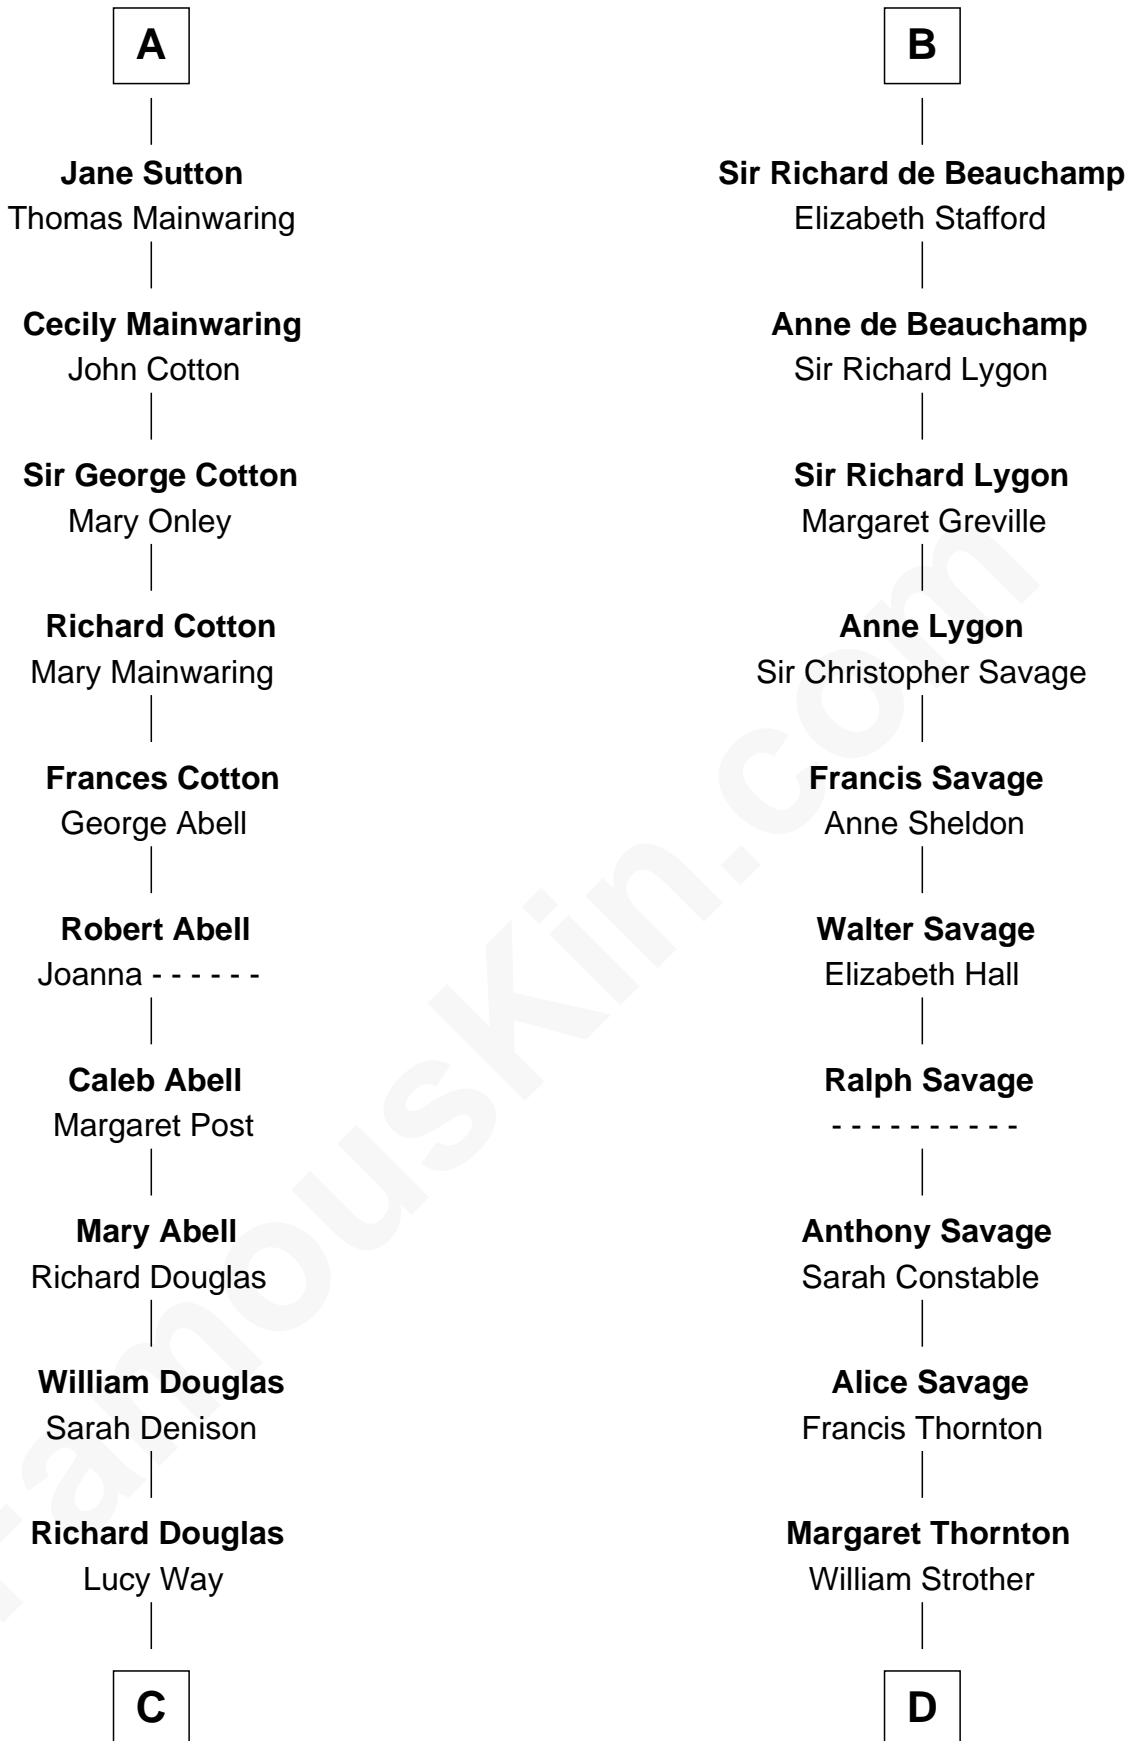 A
Jane Sutton
Thomas Mainwaring
Cecily Mainwaring
John Cotton
Sir George Cotton
Mary Onley
Richard Cotton
Mary Mainwaring
Frances Cotton
George Abell
Robert Abell
Joanna - - - - - -
Caleb Abell
Margaret Post
Mary Abell
Richard Douglas
William Douglas
Sarah Denison
Richard Douglas
Lucy Way
C
B
Sir Richard de Beauchamp
Elizabeth Stafford
Anne de Beauchamp
Sir Richard Lygon
Sir Richard Lygon
Margaret Greville
Anne Lygon
Sir Christopher Savage
Francis Savage
Anne Sheldon
Walter Savage
Elizabeth Hall
Ralph Savage
- - - - - - - - - -
Anthony Savage
Sarah Constable
Alice Savage
Francis Thornton
Margaret Thornton
William Strother
D
FamousKin.com